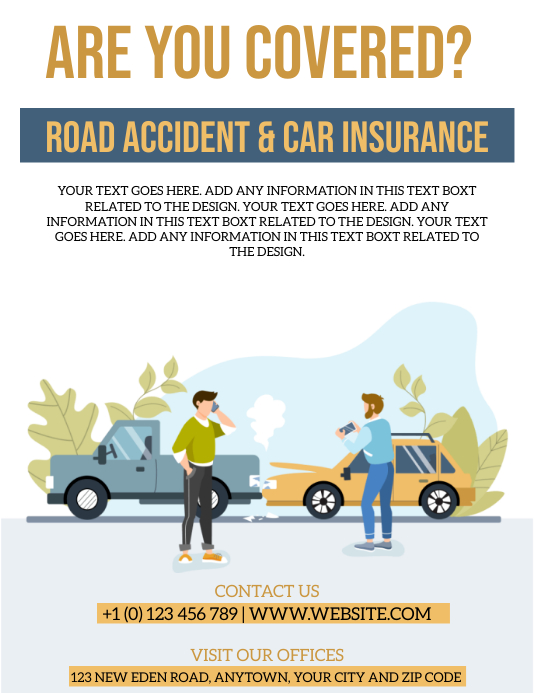 ARE YOU COVERED?
ROAD ACCIDENT & CAR INSURANCE
YOUR TEXT GOES HERE. ADD ANY INFORMATION IN THIS TEXT BOXT
RELATED TO THE DESIGN. YOUR TEXT GOES HERE. ADD ANY
INFORMATION IN THIS TEXT BOXT RELATED TO THE DESIGN. YOUR TEXT
GOES HERE. ADD ANY INFORMATION IN THIS TEXT BOXT RELATED TO
THE DESIGN.
CONTACT US
+1 (0) 123 456 789 | WWW.WEBSITE.COM
VISIT OUR OFFICES
123 NEW EDEN ROAD, ANYTOWN, YOUR CITY AND ZIP CODE